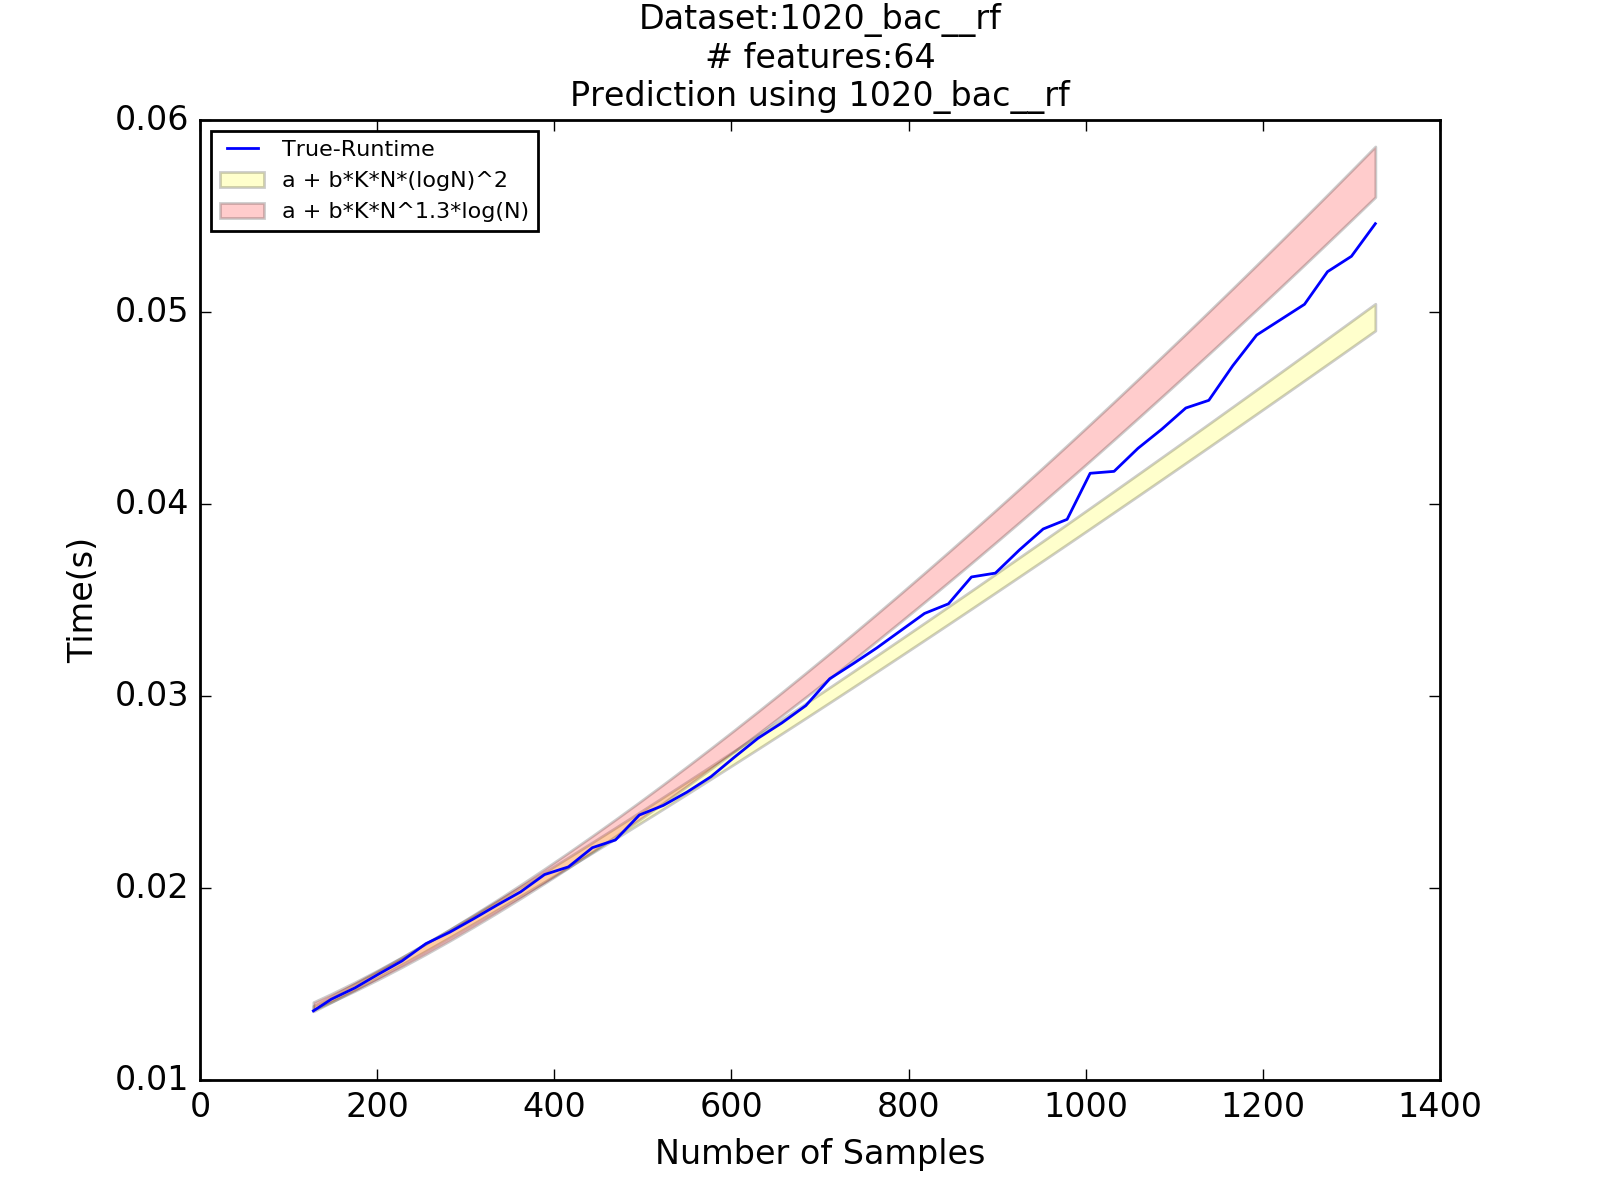 Dataset:1020_bac__rf
# features:64
Prediction using 1020_bac__rf
True-Runtime
a + b*K*N*(logN)^2
a + b*K*N^1.3*log(N)
0.06
0.05
0.04
0.03
0.02
0.01
Time(s)
0 200 400 600 800 1000 1200 1400
Number of Samples